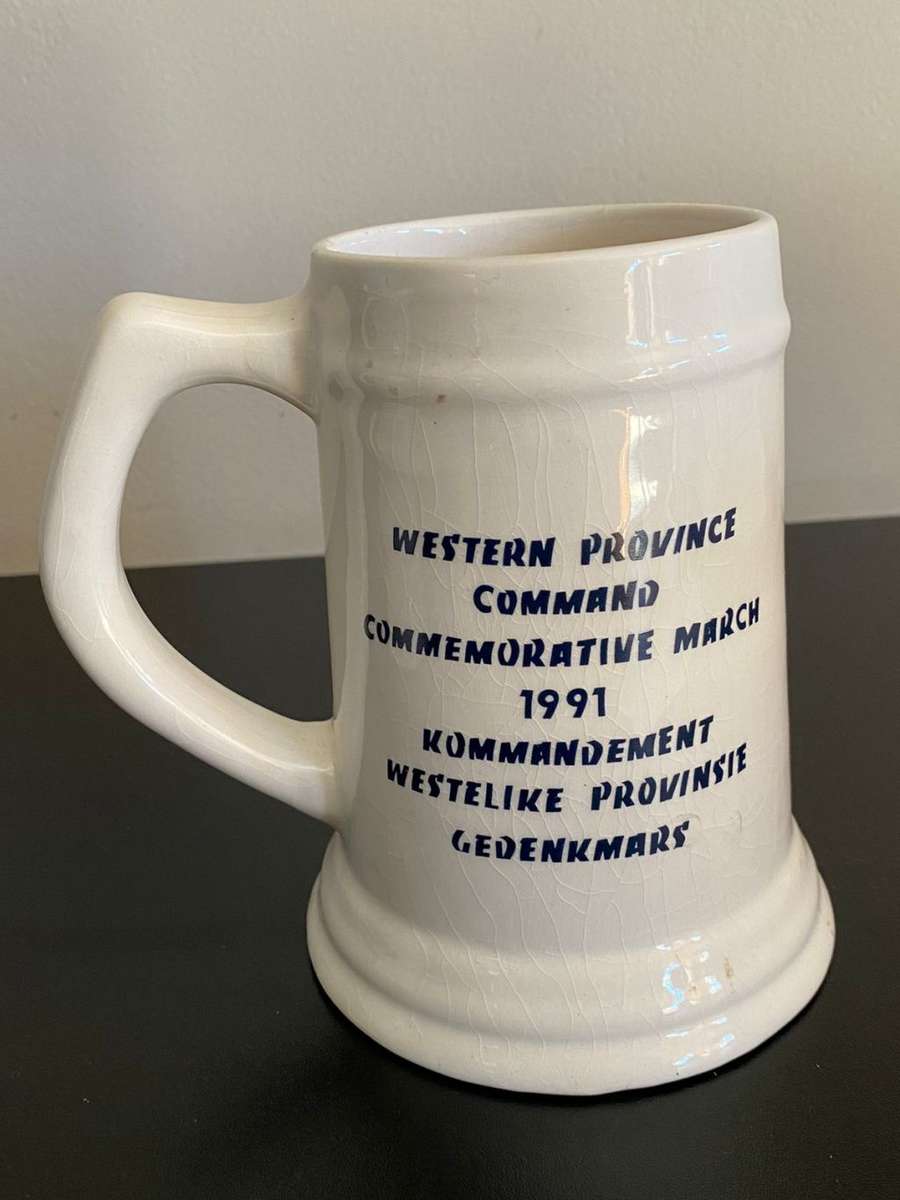 WESTERN PROVINCE
COMMAND
COMMEMORATIVE MARCH
1991
KOMMANDEMENT
WESTELIKE PROVINSIE
GEDENKMARS